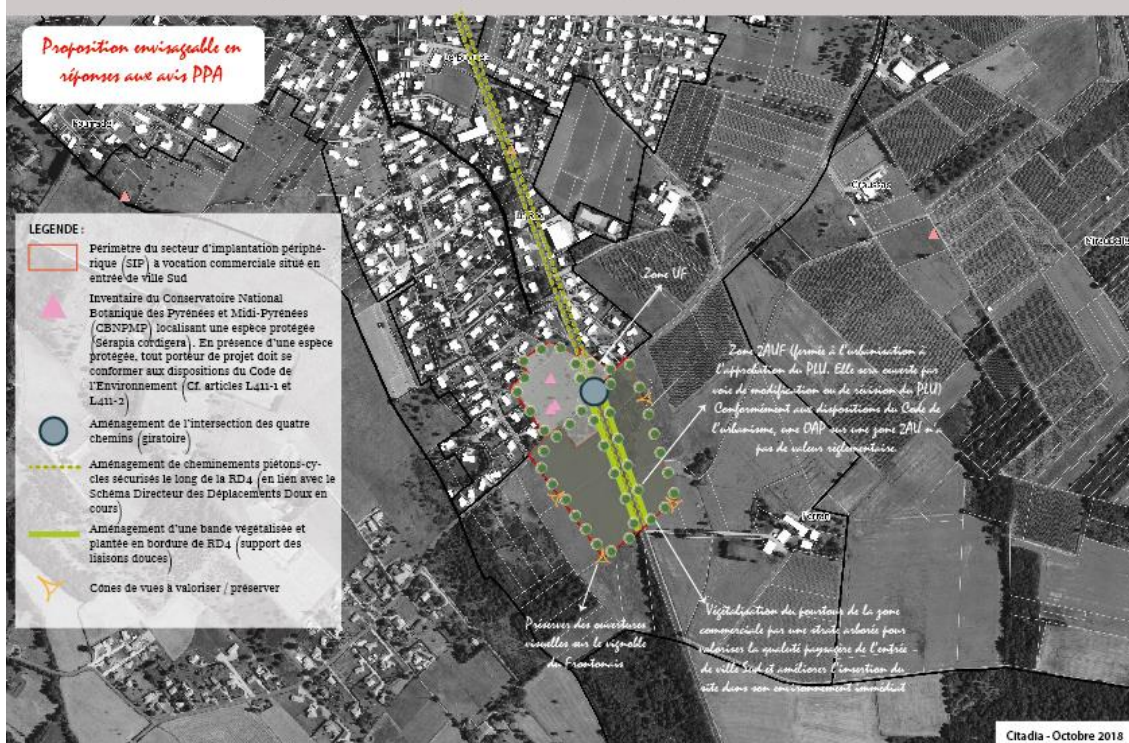 Proposition envisageable en
réponses aux avis PPA
LEGENDE :
Périmètre du secteur d'implantation périphé-
rique (SIP) à vocation commerciale situé en
entrée de ville Sud
Inventaire du Conservatoire National
Botanique des Pyrénées et Midi-Pyrénées
(CBNPMP) localisant une espèce protégée
(Sérapia cordigera). En présence d'une espèce
protégée, tout porteur de projet doit se
conformer aux dispositions du Code de
l'Environnement (Cf. articles L411-1 et
L411-2)
Aménagement de l'intersection des quatre
chemins (giratoire)
Aménagement de cheminements piétons-cy-
cles sécurisés le long de la RD4 (en lien avec le
Schéma Directeur des Déplacements Doux en
cours)
Aménagement d'une bande végétalisée et
plantée en bordure de RD4 (support des
liaisons douces)
Cônes de vues à valoriser / préserver
Zone UF
Zone 2AUF (fermée à l'urbanisation à
l'approbation du PLU. Elle sera ouverte par
voie de modification ou de révision du PLU)
Conformément aux dispositions du Code de
l'urbanisme, une OAP sur une zone 2AU n'a
pas de valeur réglementaire.
Préserver des ouvertures
visuelles sur le vignoble
du Frontonais
Végétalisation du pourtour de la zone
commerciale par une strate arborée pour
valoriser la qualuté paysagère de l'entrée
de ville Sud et améliorer l'insertion du
site dans son environnement immédiat
Citadia - Octobre 2018